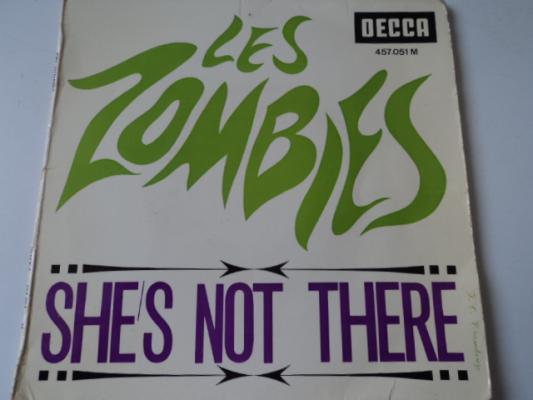 LES
DECCA
457.051 M
ZOMBIES
SHE'S NOT THERE